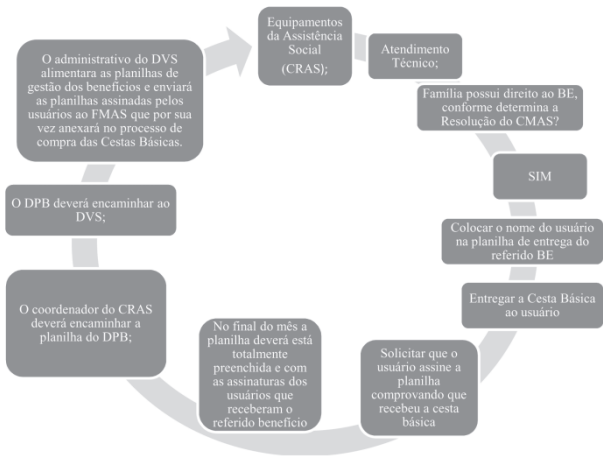 Equipamentos
da Assistência
Social
(CRAS);
Atendimento
Técnico;
Família possui direito ao BE,
conforme determina a
Resolução do CMAS?
SIM
Colocar o nome do usuário
na planilha de entrega do
referido BE
Entregar a Cesta Básica
ao usuário
Solicitar que o
usuário assine a
planilha
comprovando que
recebeu a cesta
básica
No final do mês a
planilha deverá está
totalmente
preenchida e com
as assinaturas dos
usuários que
receberam o
referido benefício
O coordenador do CRAS
deverá encaminhar a
planilha do DPB;
O DPB deverá encaminhar ao
DVS;
O administrativo do DVS
alimentara as planilhas de
gestão dos benefícios e enviará
as planilhas assinadas pelos
usuários ao FMAS que por sua
vez anexará no processo de
compra das Cestas Básicas.